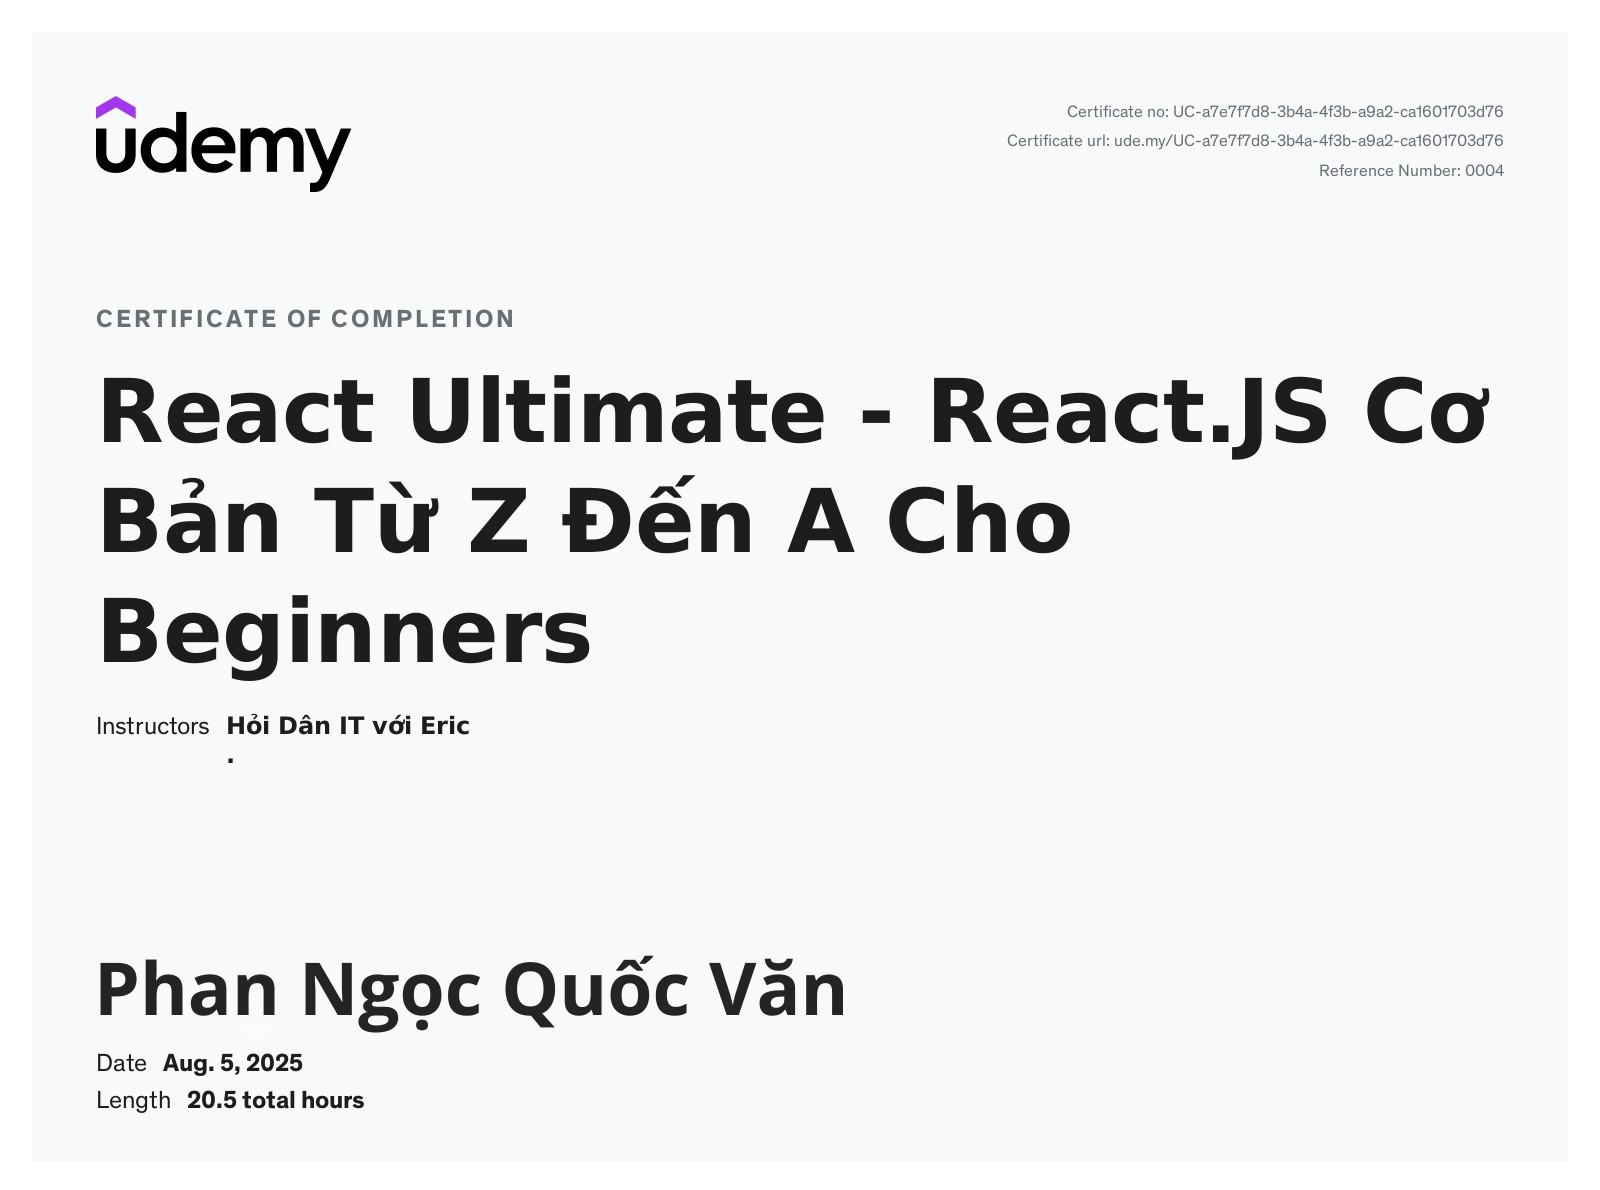 udemy
Certificate no: UC-a7e7f7d8-3b4a-4f3b-a9a2-ca1601703d76
Certificate url: ude.my/UC-a7e7f7d8-3b4a-4f3b-a9a2-ca1601703d76
Reference Number: 0004
CERTIFICATE OF COMPLETION
React Ultimate - React.JS Cơ
Bản Từ Z Đến A Cho
Beginners
Instructors Hỏi Dân IT với Eric
.
Phan Ngọc Quốc Văn
Date Aug. 5, 2025
Length 20.5 total hours